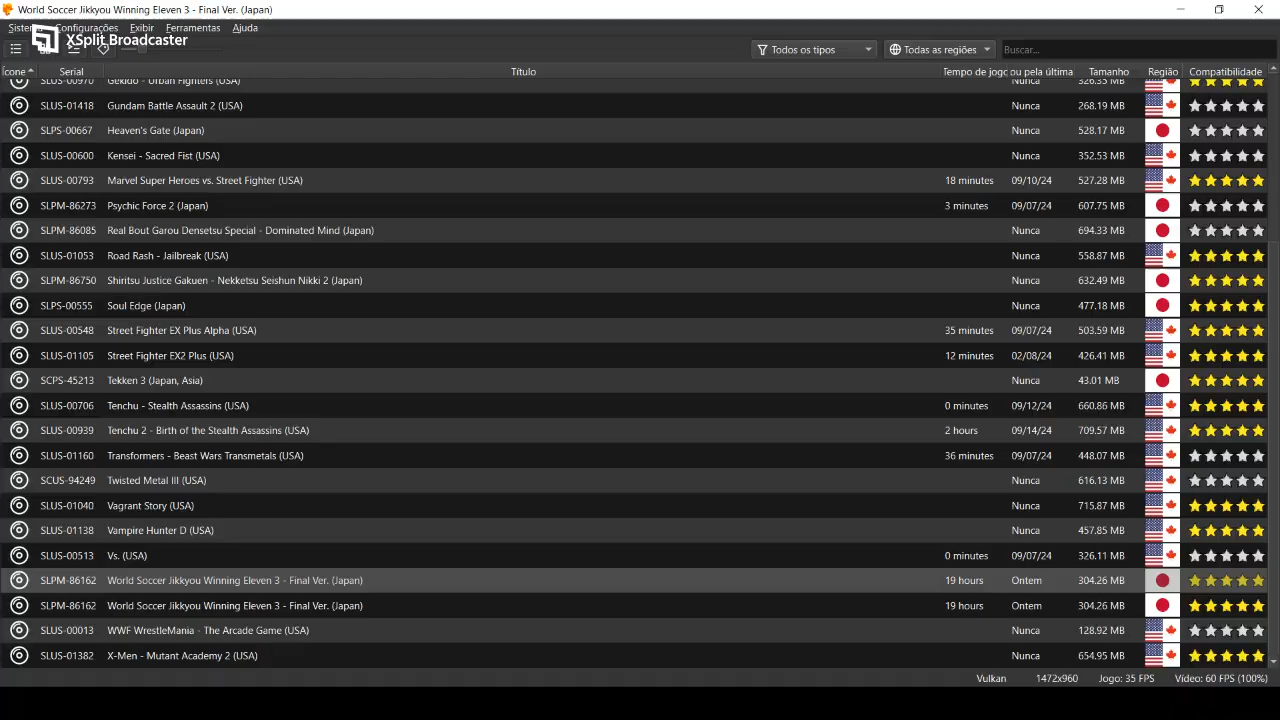 World Soccer Jikkyou Winning Eleven 3 - Final Ver. (Japan)
Configurações Exibir Ferramentas Ajuda
XSplit Broadcaster
Todos os tipos Todas as regiões Buscar...
Ícone Serial Título Tempo de jogo ou pela última Tamanho Região Compatibilidade
SLUS-00970 Gekido - Urban Fighters (USA) Nunca 326.35 MB
SLUS-01418 Gundam Battle Assault 2 (USA) Nunca 268.19 MB
SLPS-00667 Heaven's Gate (Japan) Nunca 528.17 MB
SLUS-00600 Kensei - Sacred Fist (USA) Nunca 352.53 MB
SLUS-00793 Marvel Super Heroes vs. Street Fighter (USA) 18 minutes 09/10/24 527.28 MB
SLPM-86273 Psychic Force 2 (Japan) 3 minutes 09/07/24 607.75 MB
SLPM-86085 Real Bout Garou Densetsu Special - Dominated Mind (Japan) Nunca 694.33 MB
SLUS-01053 Road Rash - Jailbreak (USA) Nunca 558.87 MB
SLPM-86750 Shiritsu Justice Gakuen - Nekketsu Seishun Nikki 2 (Japan) Nunca 632.49 MB
SLPS-00555 Soul Edge (Japan) Nunca 477.18 MB
SLUS-00548 Street Fighter EX Plus Alpha (USA) 35 minutes 09/07/24 503.59 MB
SLUS-01105 Street Fighter EX2 Plus (USA) 12 minutes 02/08/24 426.41 MB
SCPS-45213 Tekken 3 (Japan, Asia) Nunca 43.01 MB
SLUS-00706 Tenchu - Stealth Assassins (USA) 0 minutes 09/12/24 660.86 MB
SLUS-00939 Tenchu 2 - Birth of the Stealth Assassins (USA) 2 hours 09/14/24 709.57 MB
SLUS-01160 Transformers - Beast Wars Transmetals (USA) 36 minutes 09/07/24 448.07 MB
SCUS-94249 Twisted Metal III (USA) Nunca 616.13 MB
SLUS-01040 Vagrant Story (USA) Nunca 715.87 MB
SLUS-01138 Vampire Hunter D (USA) Nunca 457.85 MB
SLUS-00513 Vs. (USA) 0 minutes 09/07/24 326.11 MB
SLPM-86162 World Soccer Jikkyou Winning Eleven 3 - Final Ver. (Japan) 19 hours Ontem 304.26 MB
SLPM-86162 World Soccer Jikkyou Winning Eleven 3 - Final Ver. (Japan) 19 hours Ontem 304.26 MB
SLUS-00013 WWF WrestleMania - The Arcade Game (USA) Nunca 128.92 MB
SLUS-01382 X-Men - Mutant Academy 2 (USA) Nunca 654.95 MB
Vulkan 1472x960 Jogo: 35 FPS Vídeo: 60 FPS (100%)